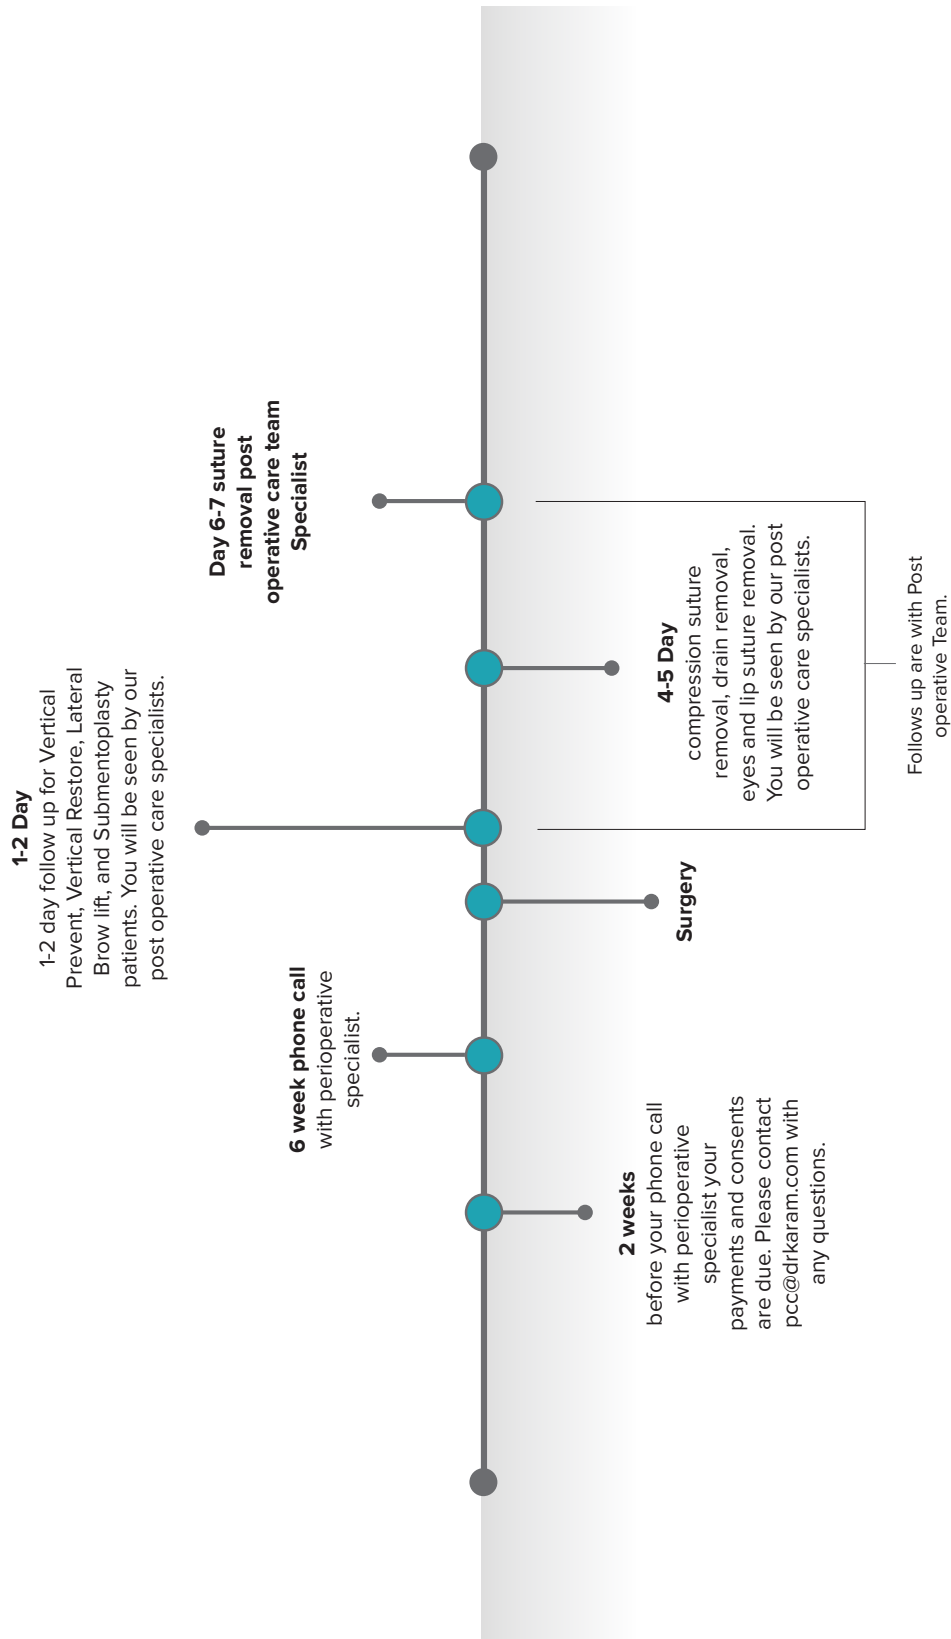 2 weeks
before your phone call
with perioperative
specialist your
payments and consents
are due. Please contact
pcc@drkaram.com with
any questions.
6 week phone call
with perioperative
specialist.
Surgery
1-2 Day
1-2 day follow up for Vertical
Prevent, Vertical Restore, Lateral
Brow lift, and Submentoplasty
patients. You will be seen by our
post operative care specialists.
4-5 Day
compression suture
removal, drain removal,
eyes and lip suture removal.
You will be seen by our post
operative care specialists.
Day 6-7 suture
removal post
operative care team
Specialist
Follows up are with Post
operative Team.